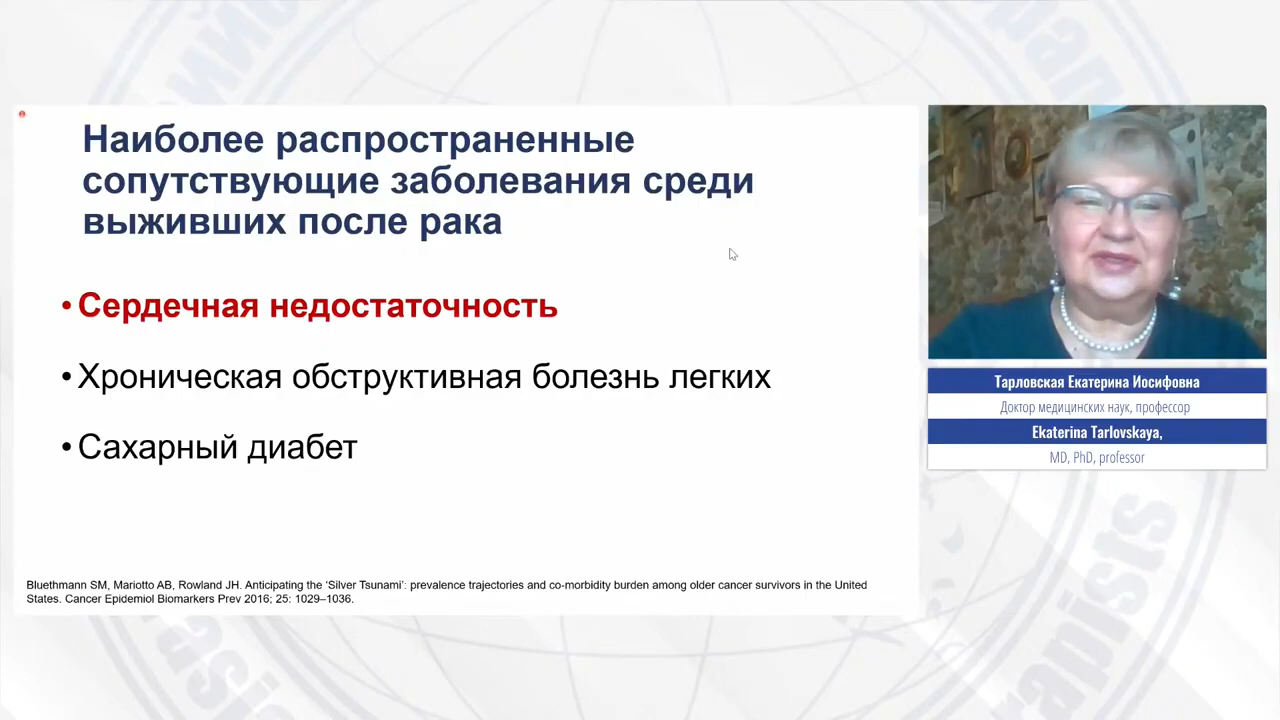 Наиболее распространенные
сопутствующие заболевания среди
выживших после рака
• Сердечная недостаточность
• Хроническая обструктивная болезнь легких
• Сахарный диабет
Bluethmann SM, Mariotto AB, Rowland JH. Anticipating the ‘Silver Tsunami’: prevalence trajectories and co-morbidity burden among older cancer survivors in the United
States. Cancer Epidemiol Biomarkers Prev 2016; 25: 1029–1036.
Тарловская Екатерина Иосифовна
Доктор медицинских наук, профессор
Ekaterina Tarlovskaya,
MD, PhD, professor